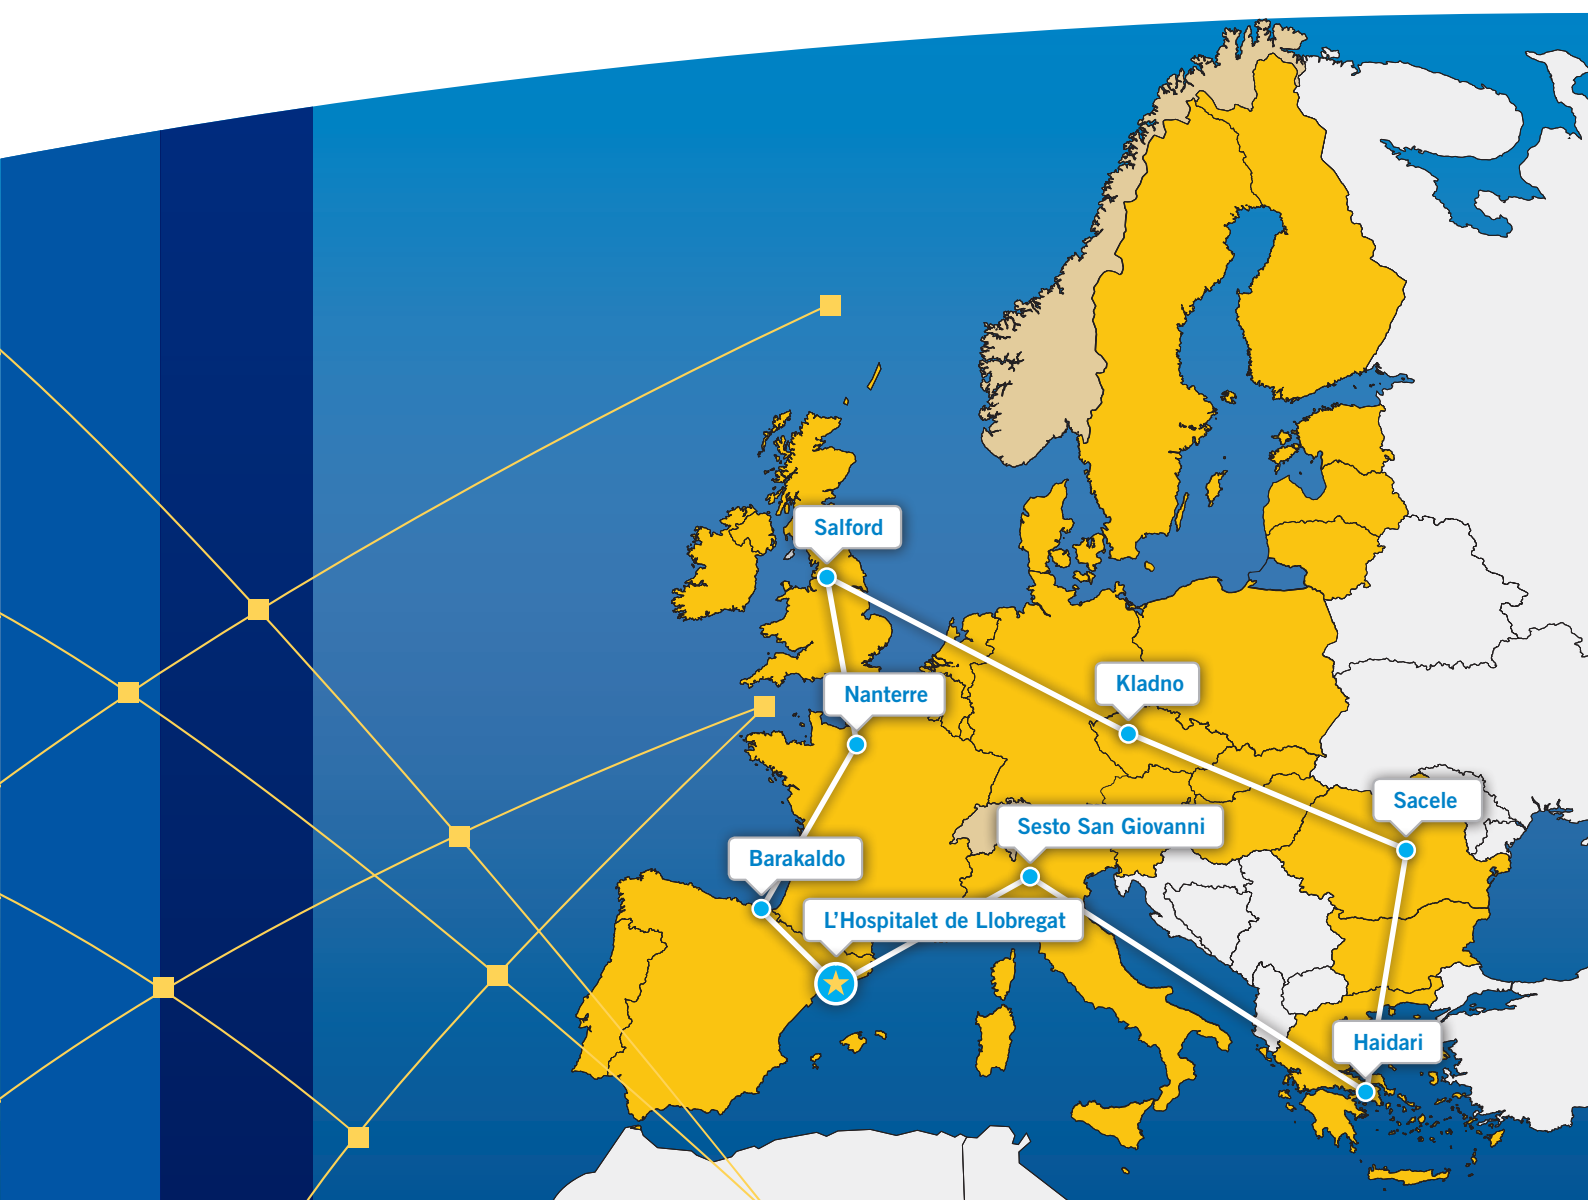 Salford
Nanterre
Kladno
Sacele
Sesto San Giovanni
Barakaldo
L'Hospitalet de Llobregat
Haidari